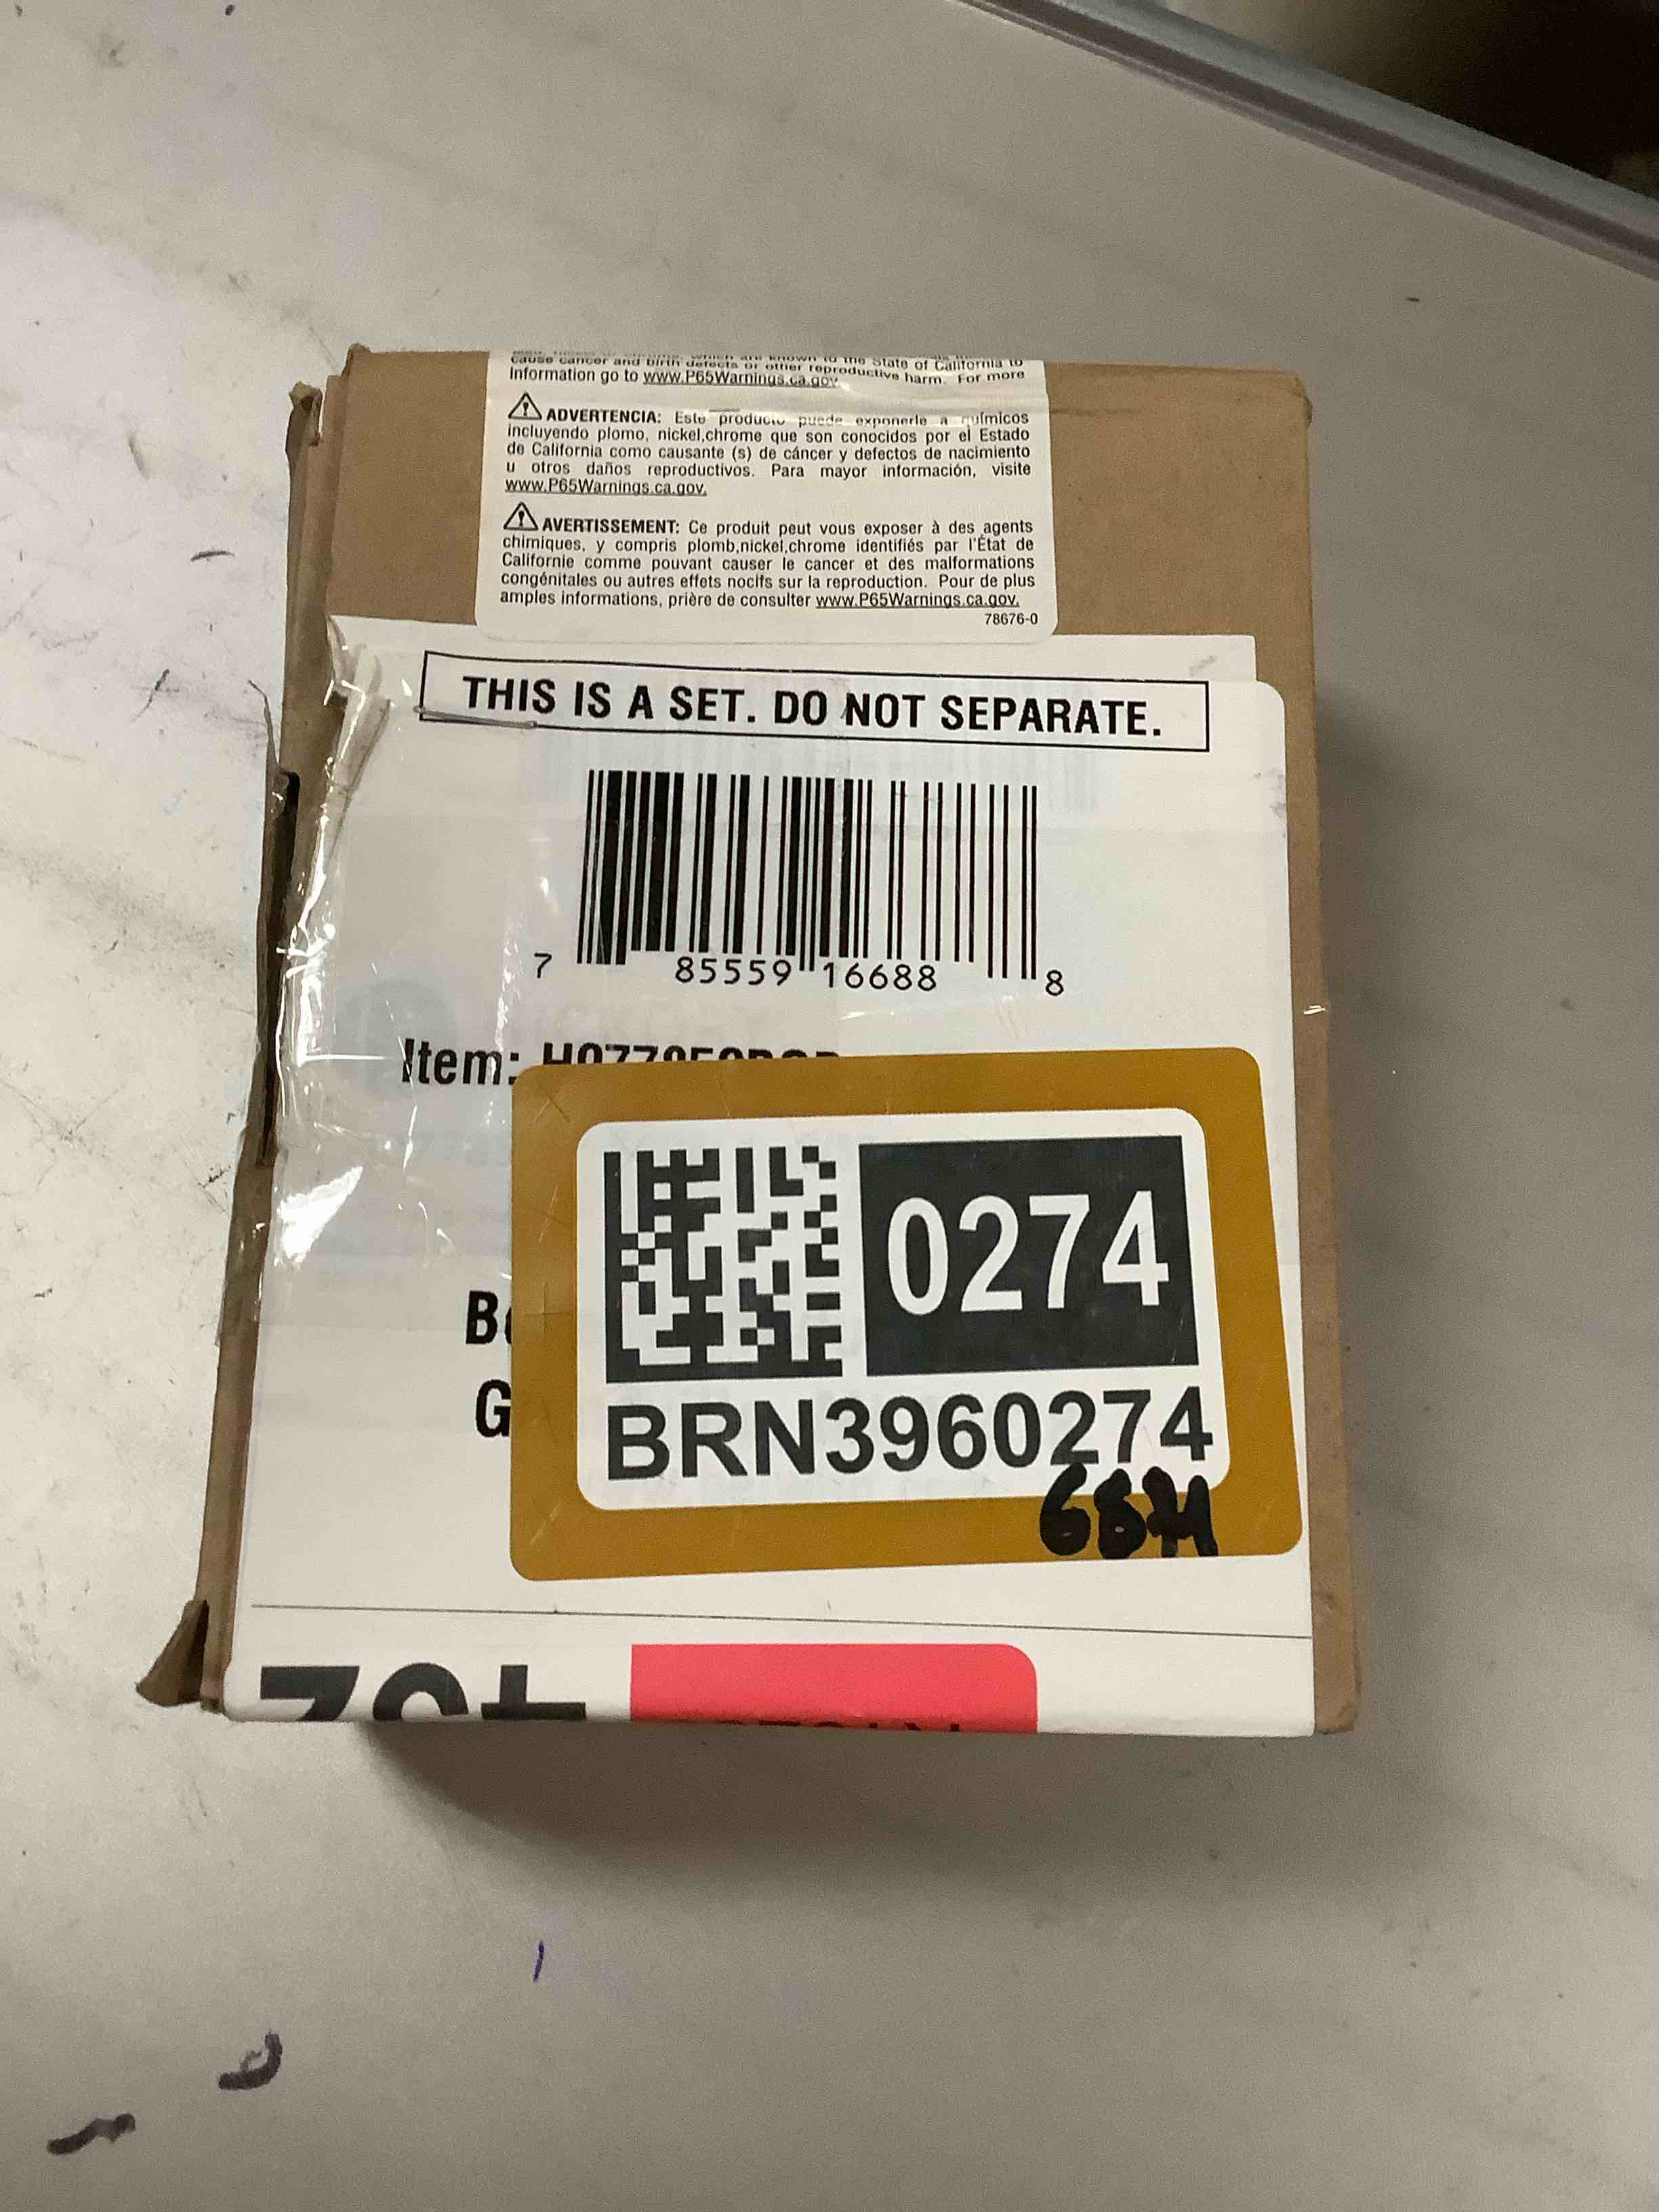 cause cancer and birth defects or other reproductive harm. For more
Information go to www.P65Warnings.ca.gov
ADVERTENCIA: Este producto puede exponerle a químicos
incluyendo plomo, nickel,chrome que son conocidos por el Estado
de California como causante (s) de cáncer y defectos de nacimiento
u otros daños reproductivos. Para mayor información, visite
www.P65Warnings.ca.gov.
AVERTISSEMENT: Ce produit peut vous exposer à des agents
chimiques, y compris plomb,nickel,chrome identifiés par l'État de
Californie comme pouvant causer le cancer et des malformations
congénitales ou autres effets nocifs sur la reproduction. Pour de plus
amples informations, prière de consulter www.P65Warnings.ca.gov.
78676-0
THIS IS A SET. DO NOT SEPARATE.
7 85559 16688 8
Item:
0274
BRN3960274